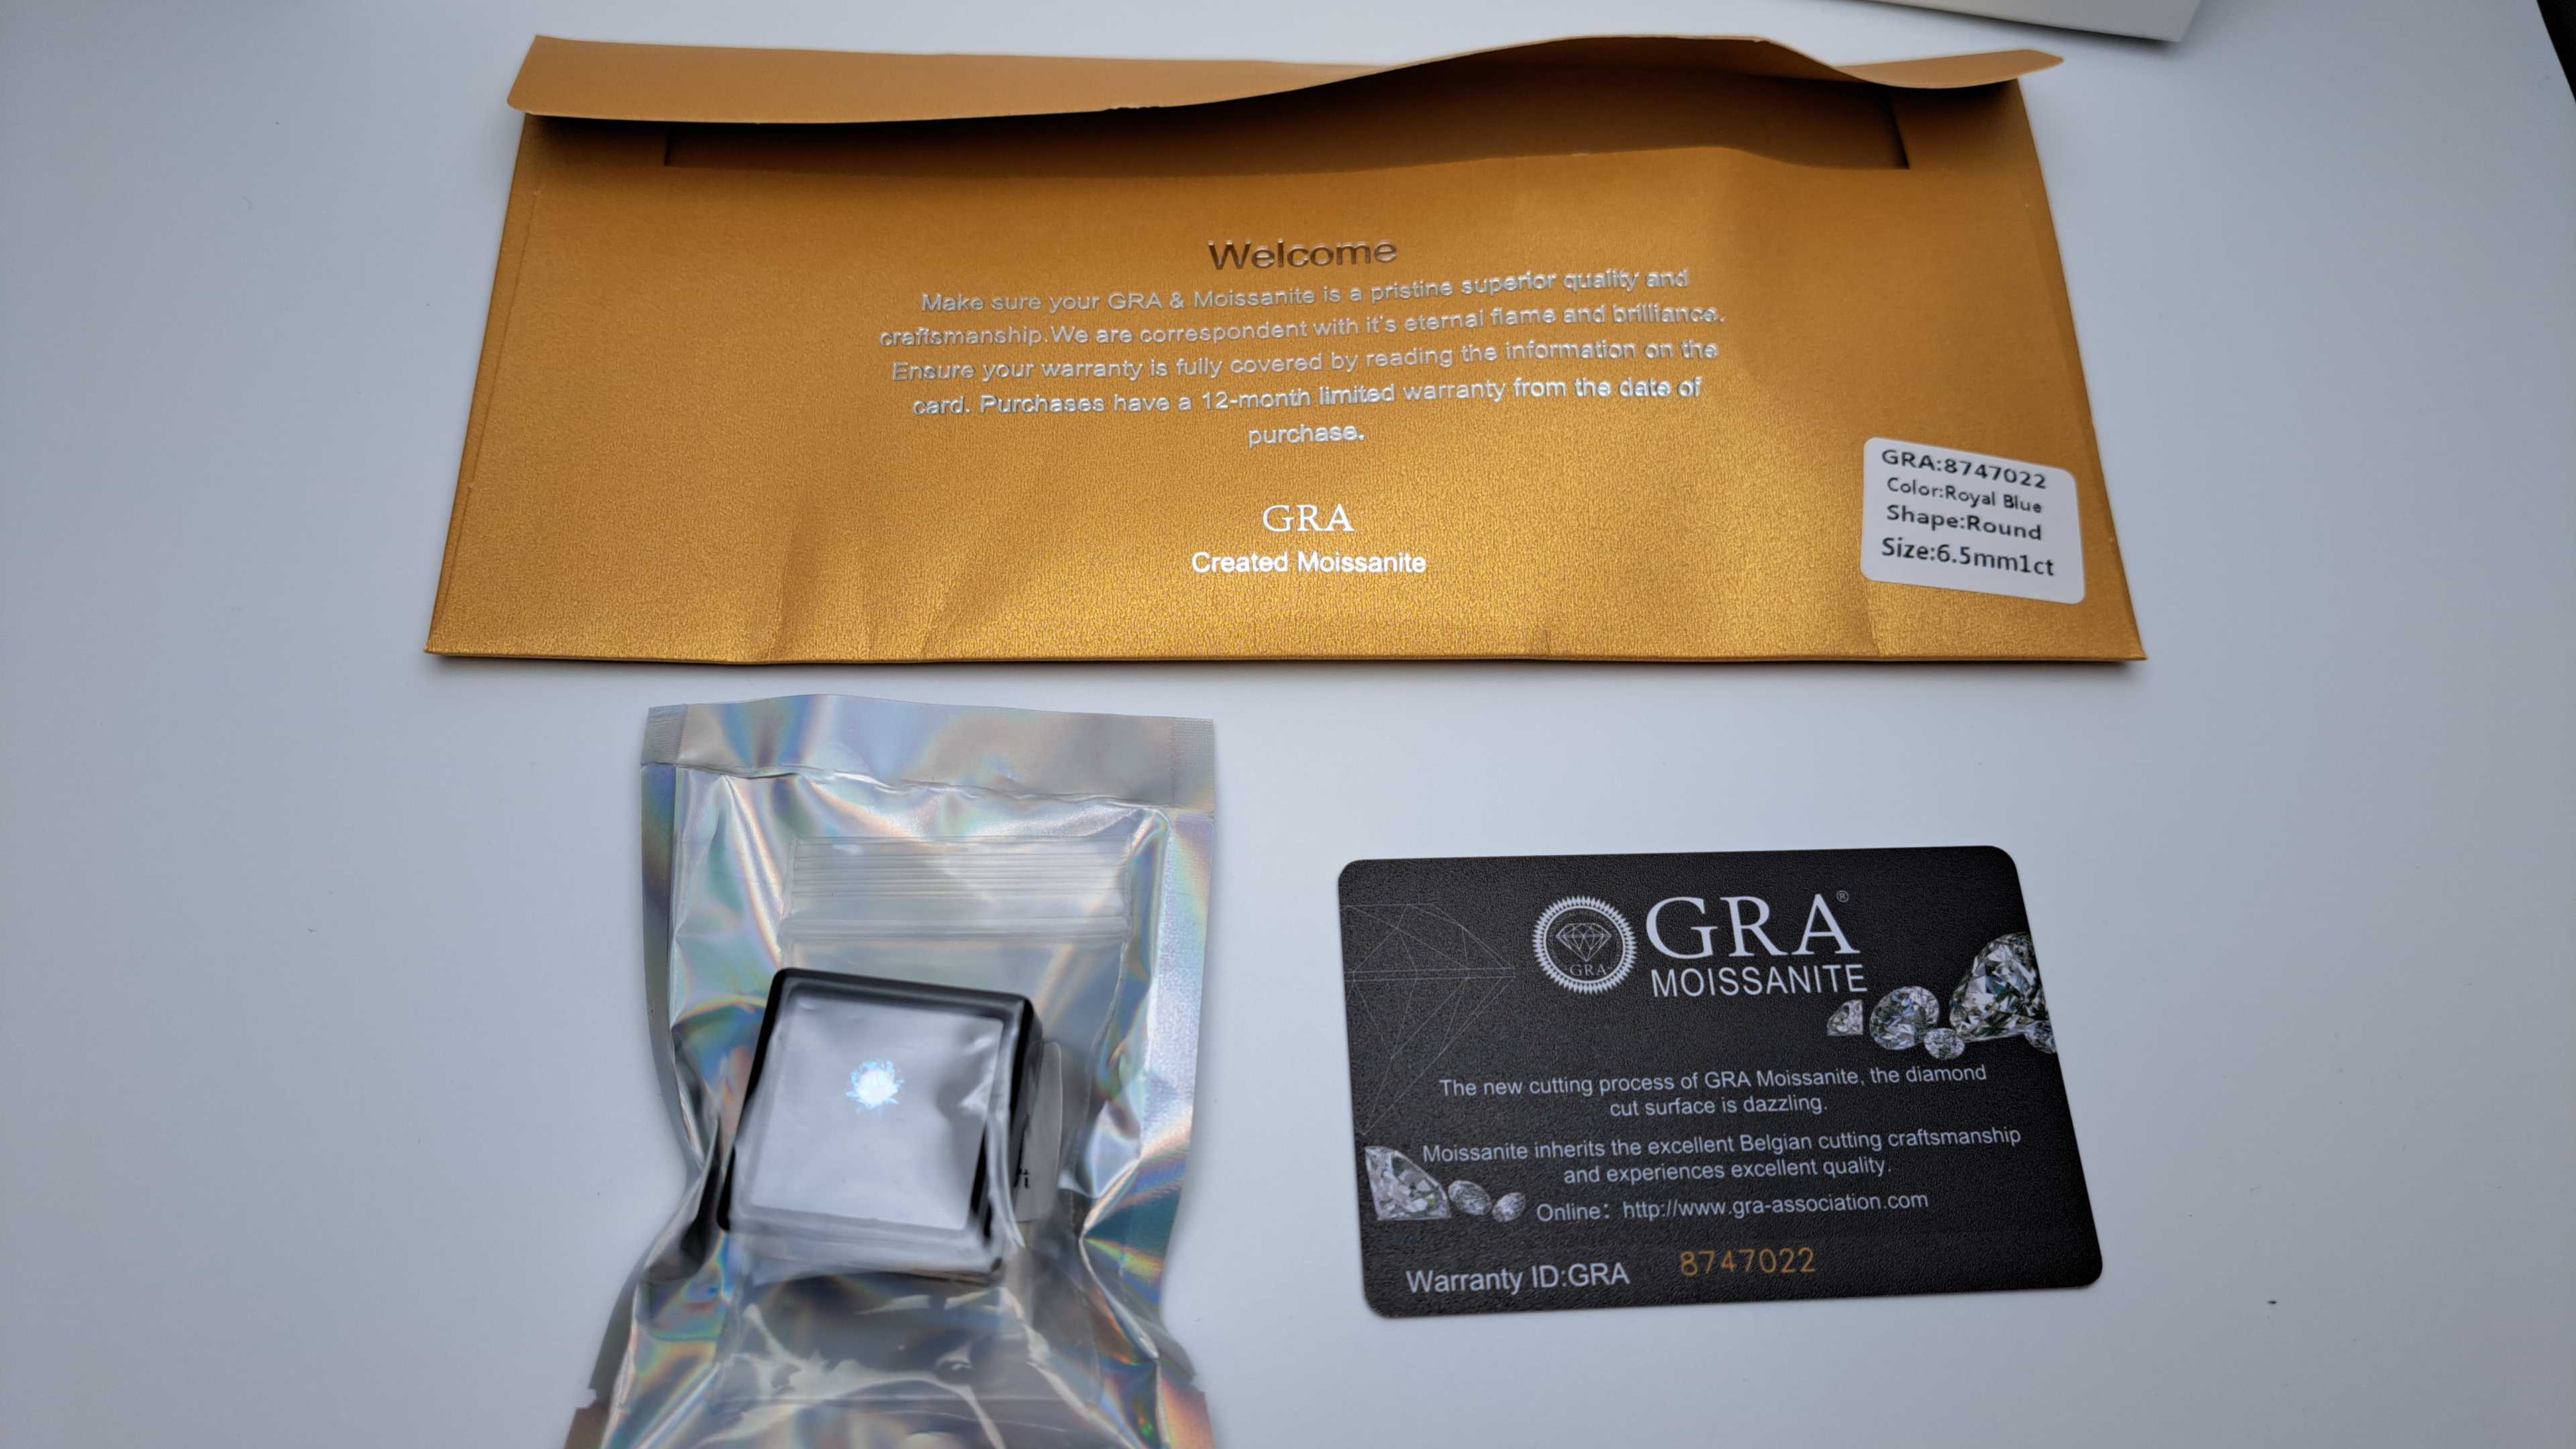 Welcome
Make sure your GRA & Moissanite is a pristine superior quality and
craftsmanship.We are correspondent with it's eternal flame and brilliance.
Ensure your warranty is fully covered by reading the information on the
card. Purchases have a 12-month limited warranty from the date of
purchase.
GRA
Created Moissanite
GRA:8747022
Color:Royal Blue
Shape:Round
Size:6.5mm1ct
GRA®
MOISSANITE
GRA
The new cutting process of GRA Moissanite, the diamond
cut surface is dazzling.
Moissanite inherits the excellent Belgian cutting craftsmanship
and experiences excellent quality.
Online: http://www.gra-association.com
Warranty ID:GRA 8747022